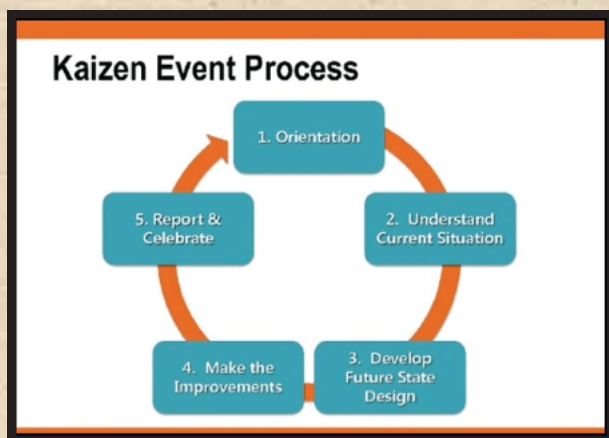 Kaizen Event Process
1. Orientation
2. Understand
Current Situation
3. Develop
Future State
Design
4. Make the
Improvements
5. Report &
Celebrate